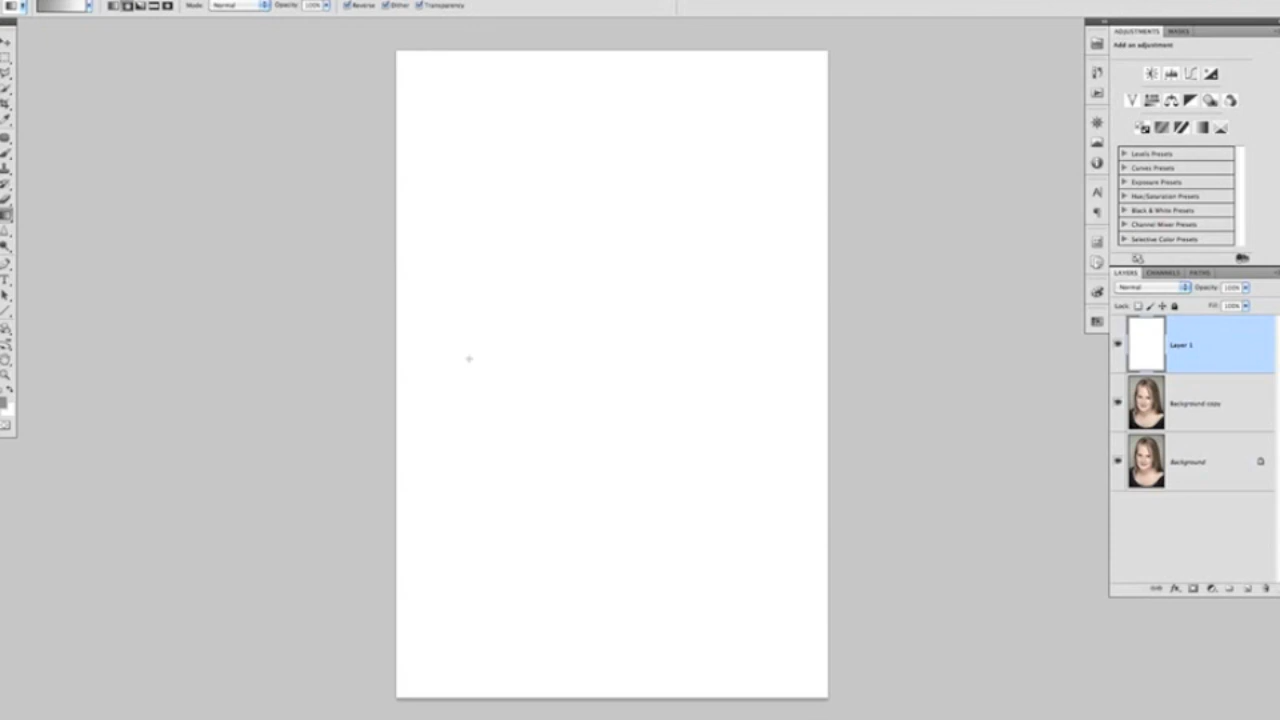 Mode: Normal Opacity: 100% Reverse Dither Transparency
ADJUSTMENTS MASKS
Add an adjustment
Levels Presets
Curves Presets
Exposure Presets
Hue/Saturation Presets
Black & White Presets
Channel Mixer Presets
Selective Color Presets
LAYERS CHANNELS PATHS
Normal Opacity: 100%
Lock: Fill: 100%
Layer 1
Background copy
Background